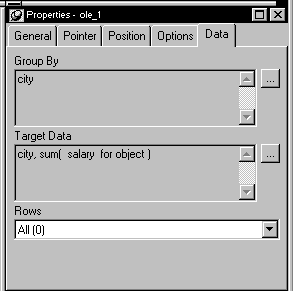 Properties - ole_1
General Pointer Position Options Data
Group By
city
...
Target Data
city, sum( salary for object )
...
Rows
All (0)